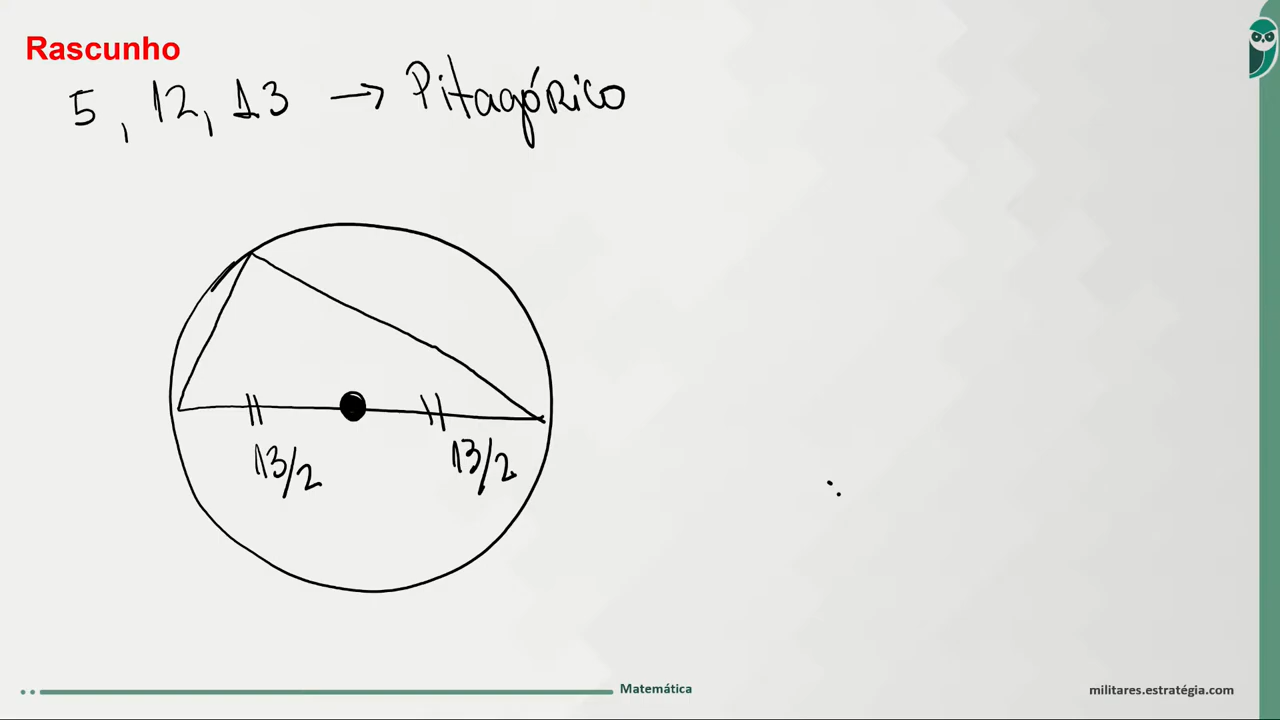 Rascunho
5, 12, 13 → Pitagórico
13/2 13/2
Matemática
militares.estratégia.com